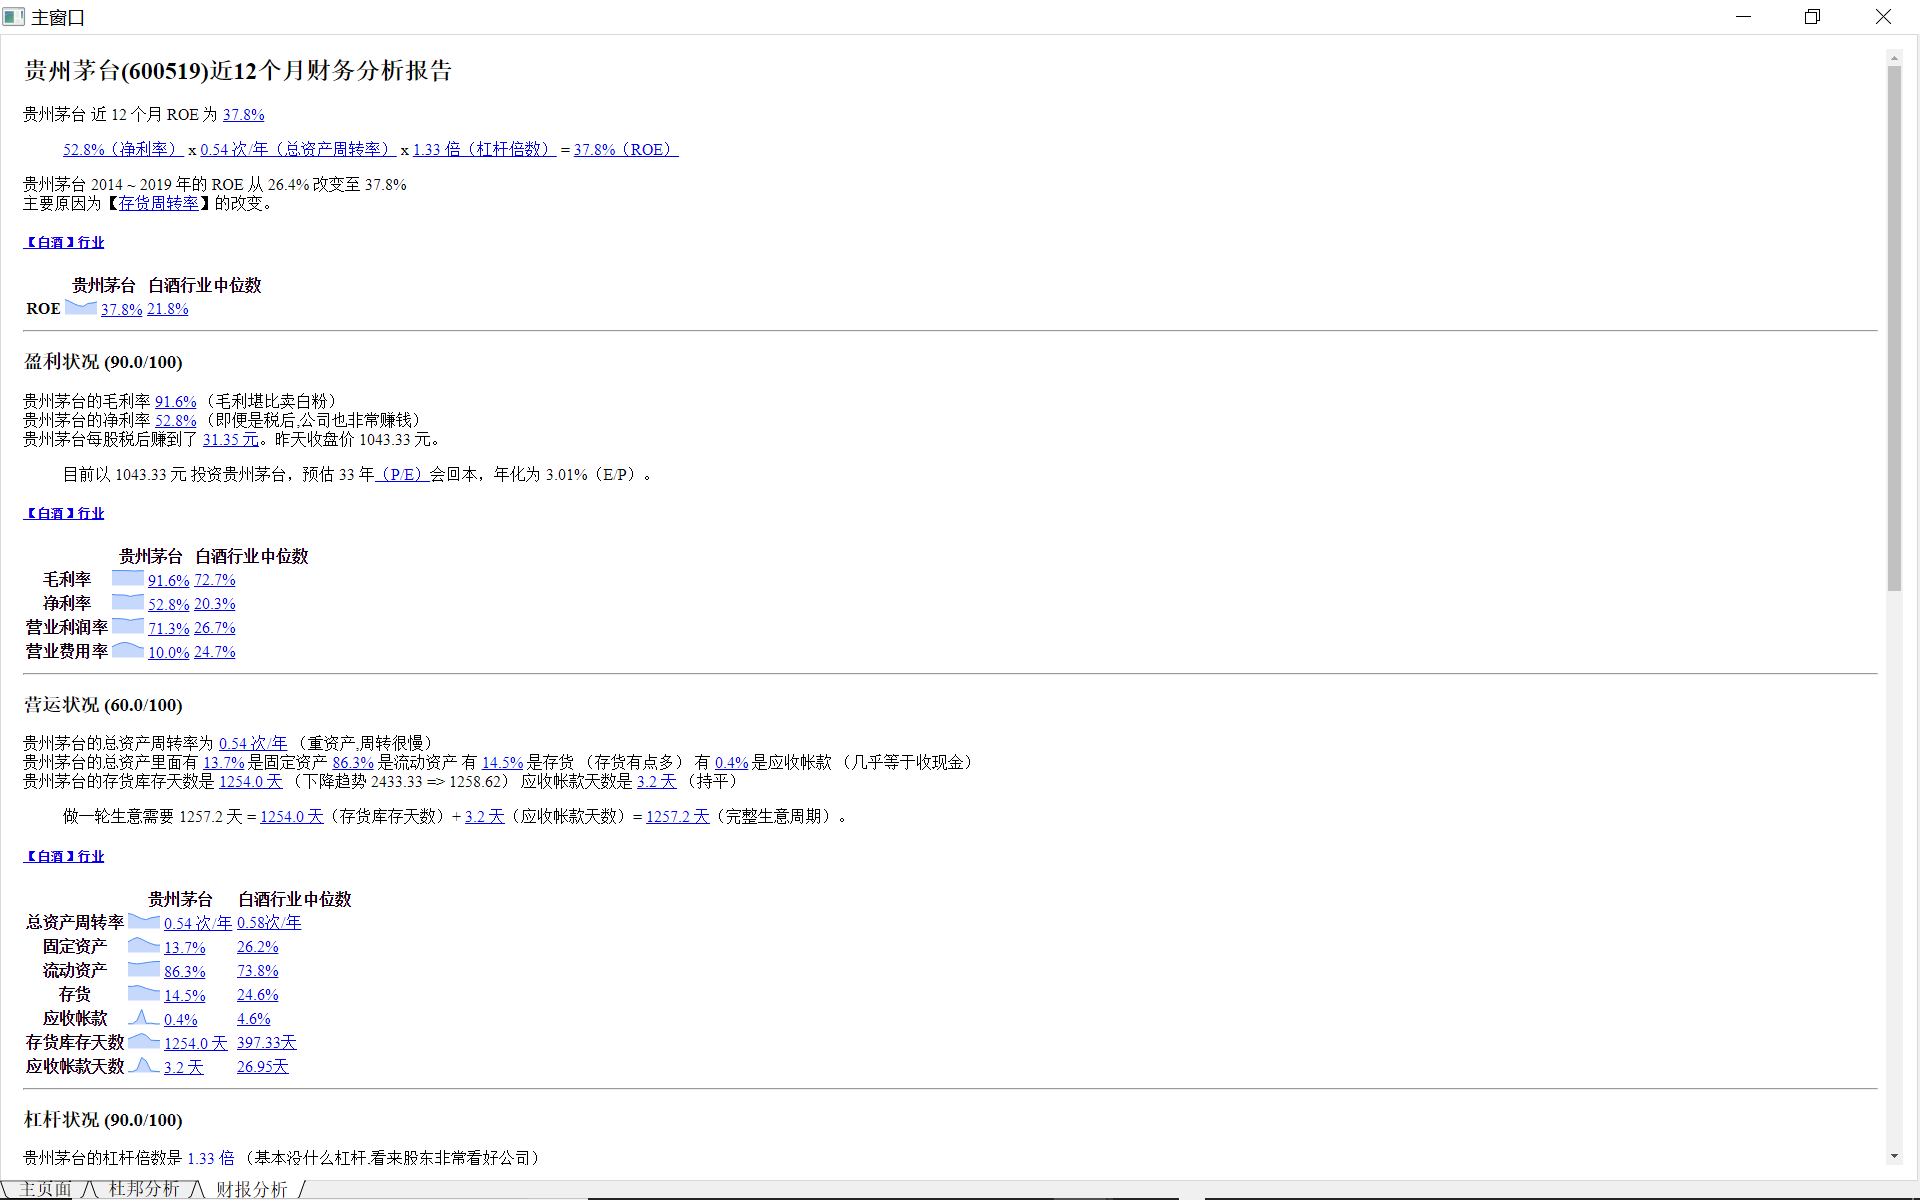 主窗口
贵州茅台(600519)近12个月财务分析报告
贵州茅台 近 12 个月 ROE 为 37.8%
52.8%（净利率） x 0.54 次/年（总资产周转率） x 1.33 倍（杠杆倍数） = 37.8%（ROE）
贵州茅台 2014 ~ 2019 年的 ROE 从 26.4% 改变至 37.8%
主要原因为【存货周转率】的改变。
【白酒】行业
贵州茅台 白酒行业中位数
ROE 37.8% 21.8%
盈利状况 (90.0/100)
贵州茅台的毛利率 91.6% （毛利堪比卖白粉）
贵州茅台的净利率 52.8% （即便是税后,公司也非常赚钱）
贵州茅台每股税后赚到了 31.35 元。昨天收盘价 1043.33 元。
目前以 1043.33 元 投资贵州茅台，预估 33 年（P/E）会回本，年化为 3.01%（E/P）。
【白酒】行业
贵州茅台 白酒行业中位数
毛利率 91.6% 72.7%
净利率 52.8% 20.3%
营业利润率 71.3% 26.7%
营业费用率 10.0% 24.7%
营运状况 (60.0/100)
贵州茅台的总资产周转率为 0.54 次/年 （重资产,周转很慢）
贵州茅台的总资产里面有 13.7% 是固定资产 86.3% 是流动资产 有 14.5% 是存货 （存货有点多） 有 0.4% 是应收帐款 （几乎等于收现金）
贵州茅台的存货库存天数是 1254.0 天 （下降趋势 2433.33 => 1258.62） 应收帐款天数是 3.2 天 （持平）
做一轮生意需要 1257.2 天 = 1254.0 天（存货库存天数）+ 3.2 天（应收帐款天数）= 1257.2 天（完整生意周期）。
【白酒】行业
贵州茅台 白酒行业中位数
总资产周转率 0.54 次/年 0.58次/年
固定资产 13.7% 26.2%
流动资产 86.3% 73.8%
存货 14.5% 24.6%
应收帐款 0.4% 4.6%
存货库存天数 1254.0 天 397.33天
应收帐款天数 3.2 天 26.95天
杠杆状况 (90.0/100)
贵州茅台的杠杆倍数是 1.33 倍 （基本没什么杠杆.看来股东非常看好公司）
主页面 杜邦分析 财报分析